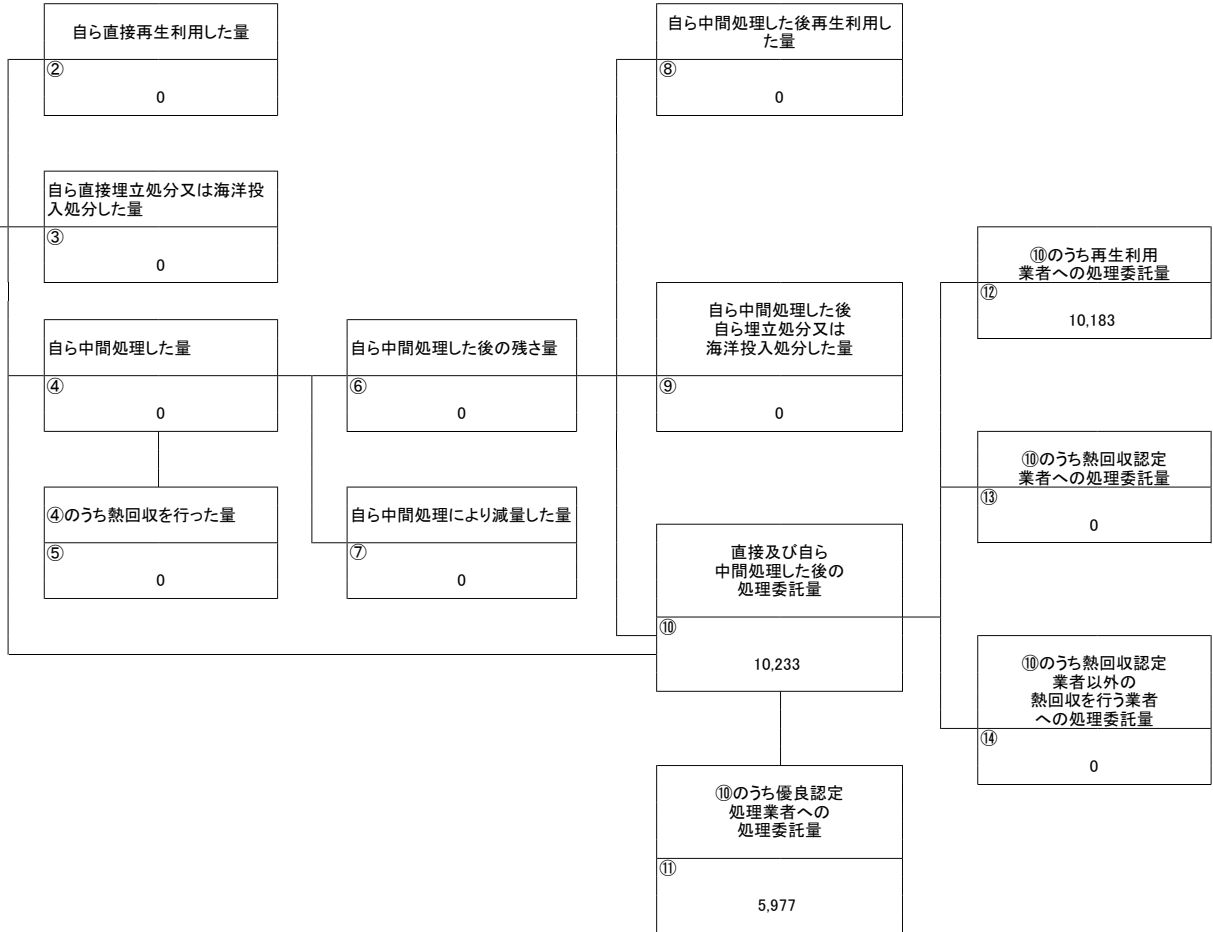 自ら直接再生利用した量
②
0
自ら直接埋立処分又は海洋投
入処分した量
③
0
自ら中間処理した量
④
0
④のうち熱回収を行った量
⑤
0
自ら中間処理した後の残さ量
⑥
0
自ら中間処理により減量した量
⑦
0
自ら中間処理した後再生利用し
た量
⑧
0
自ら中間処理した後
自ら埋立処分又は
海洋投入処分した量
⑨
0
直接及び自ら
中間処理した後の
処理委託量
⑩
10,233
⑩のうち優良認定
処理業者への
処理委託量
⑪
5,977
⑩のうち再生利用
業者への処理委託量
⑫
10,183
⑩のうち熱回収認定
業者への処理委託量
⑬
0
⑩のうち熱回収認定
業者以外の
熱回収を行う業者
への処理委託量
⑭
0